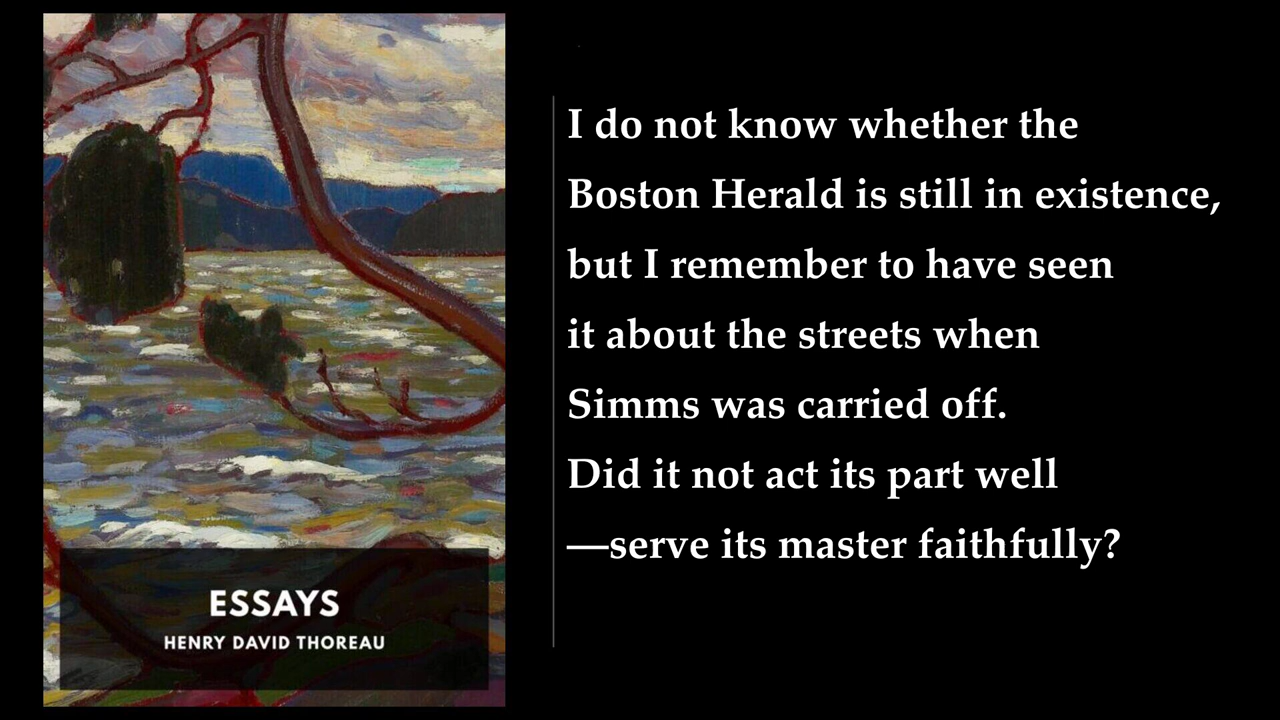 ESSAYS
HENRY DAVID THOREAU
I do not know whether the
Boston Herald is still in existence,
but I remember to have seen
it about the streets when
Simms was carried off.
Did it not act its part well
—serve its master faithfully?